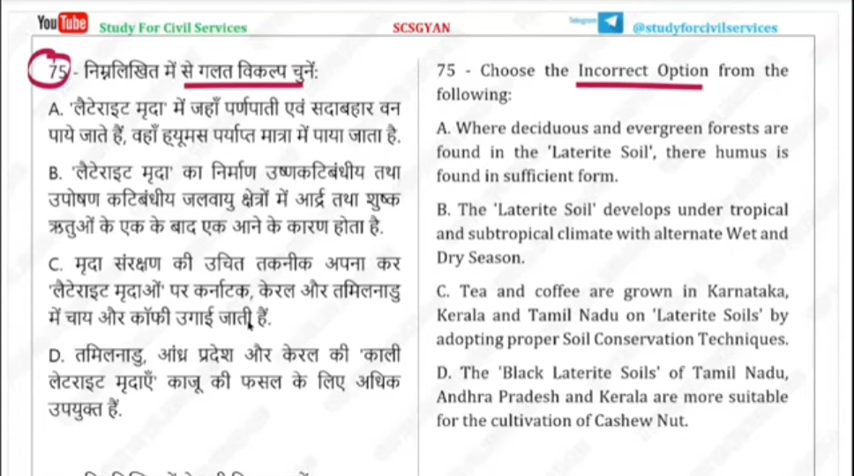 You Tube Study For Civil Services
SCSGYAN
Telegram @studyforcivilservices
75 - निम्नलिखित में से गलत विकल्प चुनें:
A. 'लैटेराइट मृदा' में जहाँ पर्णपाती एवं सदाबहार वन
पाये जाते हैं, वहाँ ह्यूमस पर्याप्त मात्रा में पाया जाता है.
B. 'लैटेराइट मृदा' का निर्माण उष्णकटिबंधीय तथा
उपोषण कटिबंधीय जलवायु क्षेत्रों में आर्द्र तथा शुष्क
ऋतुओं के एक के बाद एक आने के कारण होता है.
C. मृदा संरक्षण की उचित तकनीक अपना कर
'लैटेराइट मृदाओं' पर कर्नाटक, केरल और तमिलनाडु
में चाय और कॉफी उगाई जाती हैं.
D. तमिलनाडु, आंध्र प्रदेश और केरल की 'काली
लेटराइट मृदाएँ' काजू की फसल के लिए अधिक
उपयुक्त हैं.
75 - Choose the Incorrect Option from the
following:
A. Where deciduous and evergreen forests are
found in the 'Laterite Soil', there humus is
found in sufficient form.
B. The 'Laterite Soil' develops under tropical
and subtropical climate with alternate Wet and
Dry Season.
C. Tea and coffee are grown in Karnataka,
Kerala and Tamil Nadu on 'Laterite Soils' by
adopting proper Soil Conservation Techniques.
D. The 'Black Laterite Soils' of Tamil Nadu,
Andhra Pradesh and Kerala are more suitable
for the cultivation of Cashew Nut.